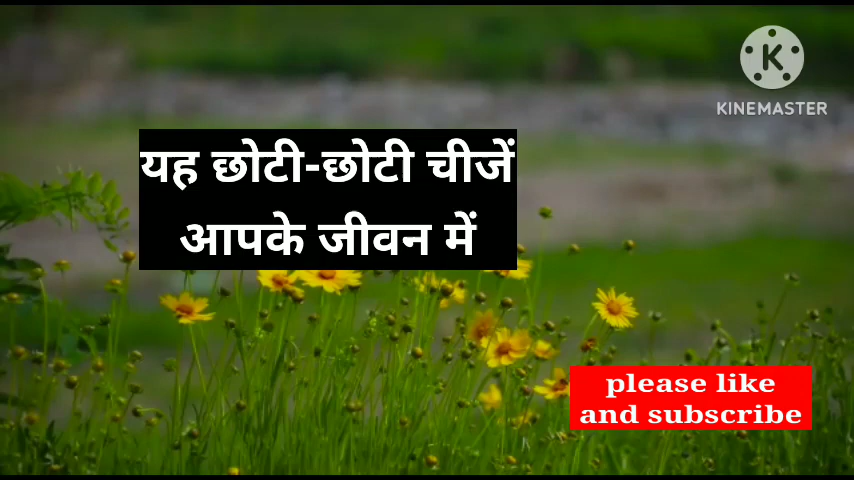 KINEMASTER
यह छोटी-छोटी चीजें
आपके जीवन में
please like
and subscribe